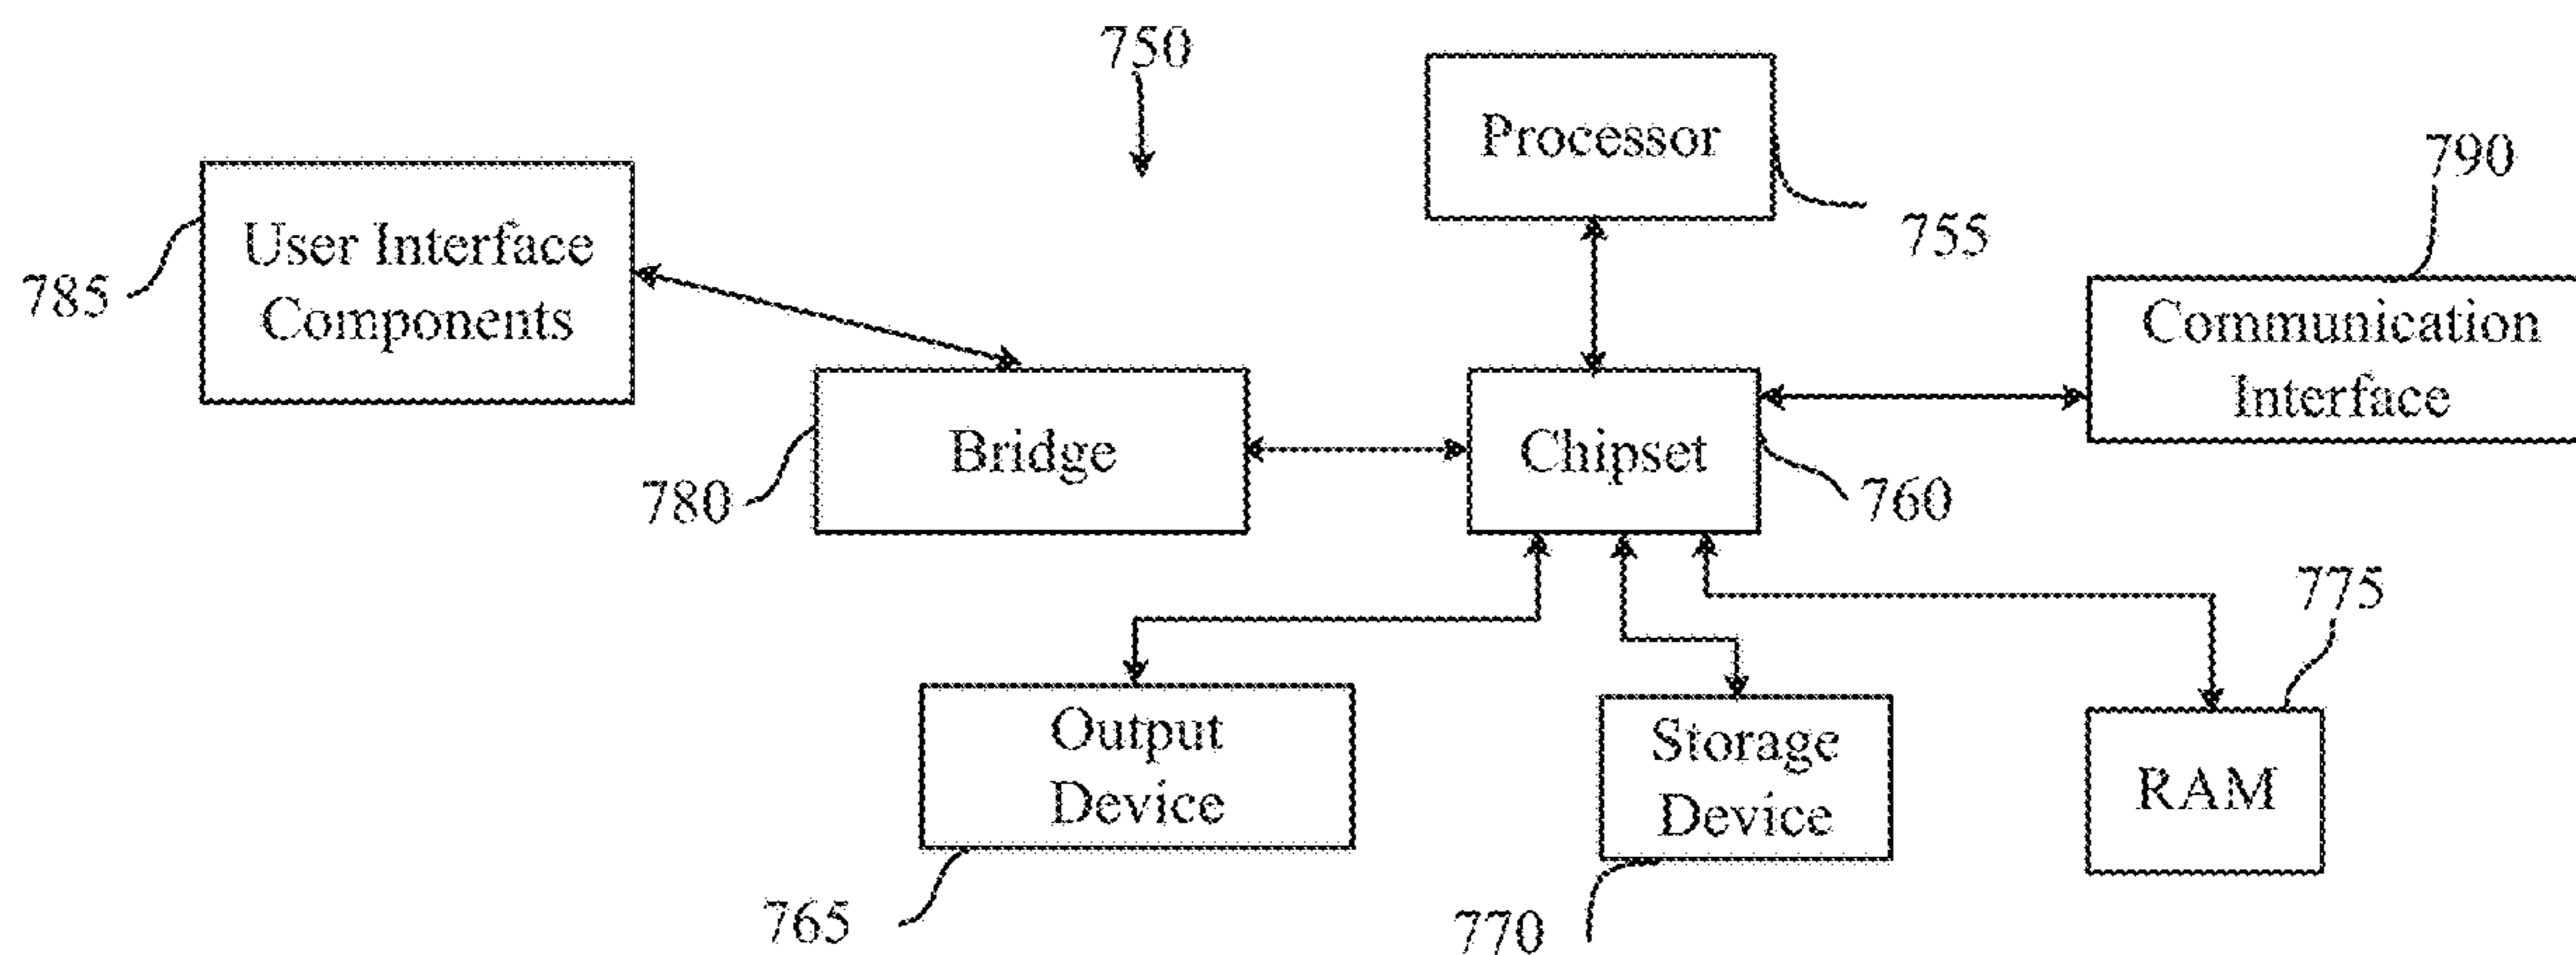 750
Processor
790
User Interface
Components
755
785
Communication
Interface
Bridge
Chipset
780
760
775
Output
Device
Storage
Device
RAM
765
770